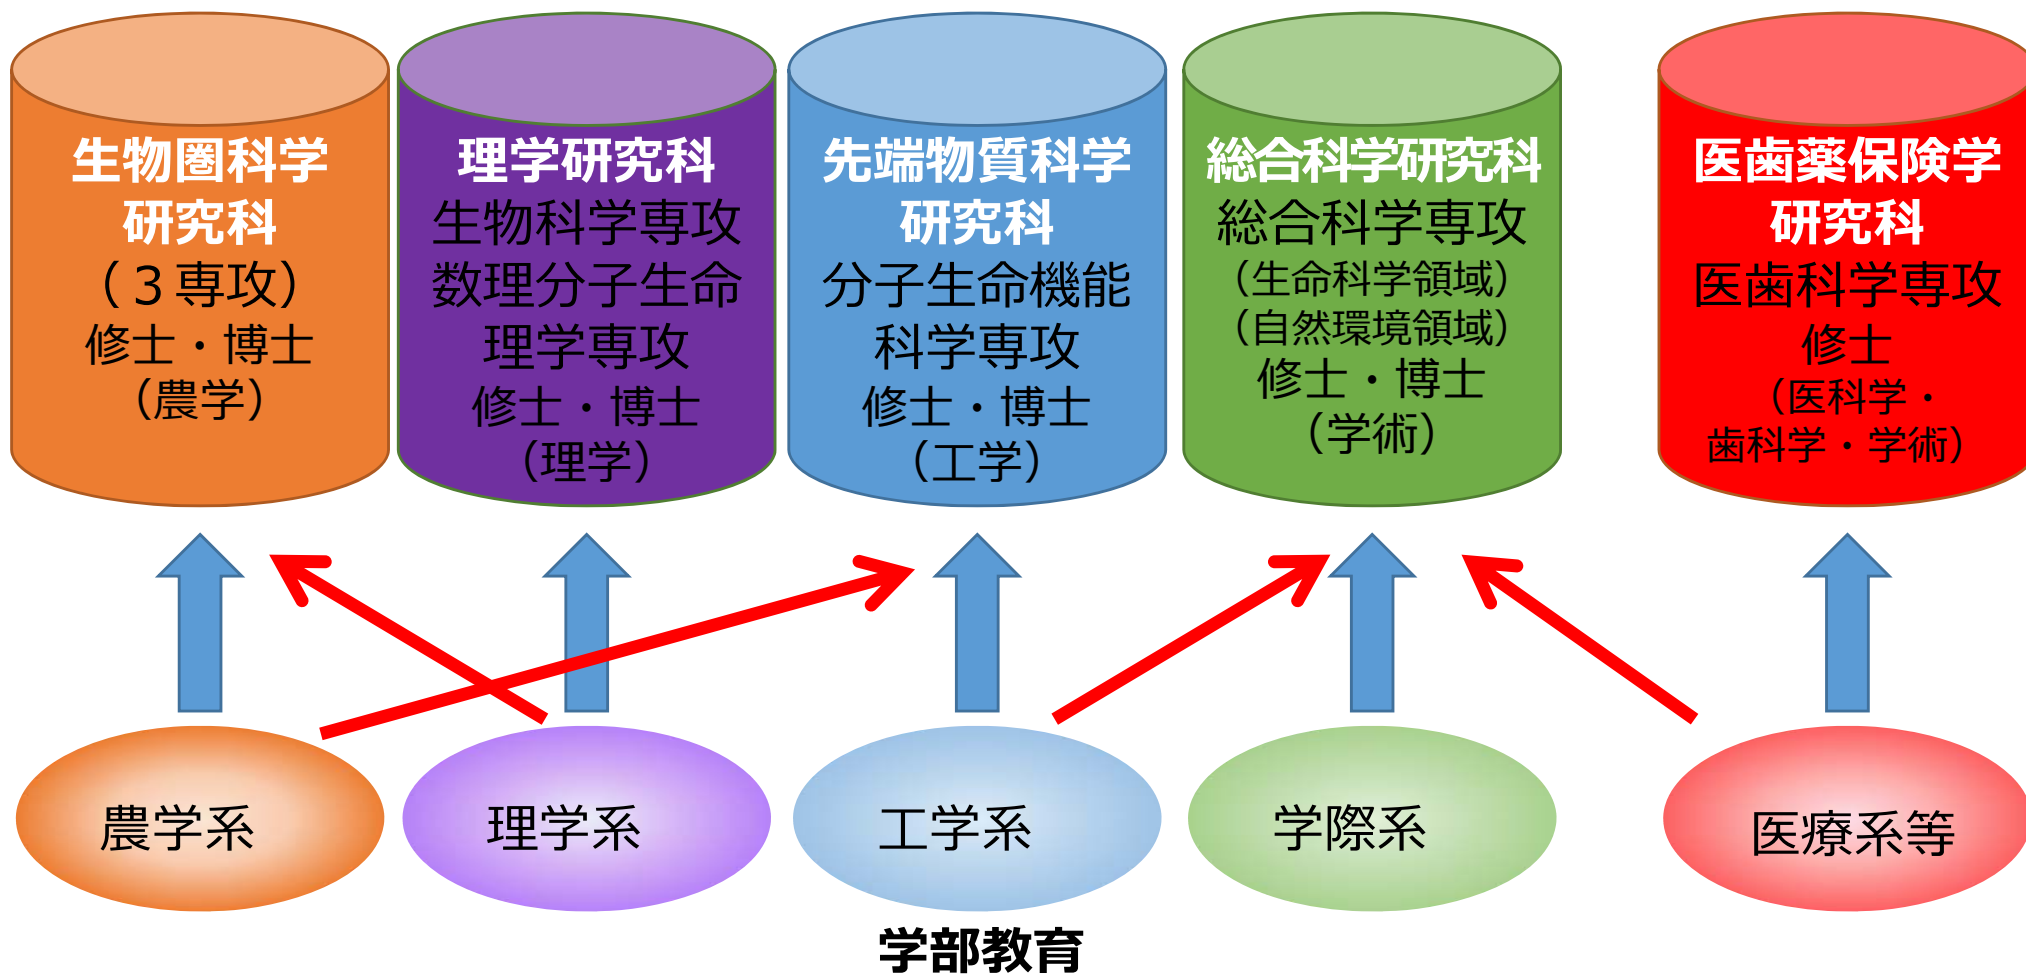 生物圏科学
研究科
（３専攻）
修士・博士
（農学）
理学研究科
生物科学専攻
数理分子生命
理学専攻
修士・博士
（理学）
先端物質科学
研究科
分子生命機能
科学専攻
修士・博士
（工学）
総合科学研究科
総合科学専攻
（生命科学領域）
（自然環境領域）
修士・博士
（学術）
医歯薬保険学
研究科
医歯科学専攻
修士
（医科学・
歯科学・学術）
農学系
理学系
工学系
学際系
医療系等
学部教育